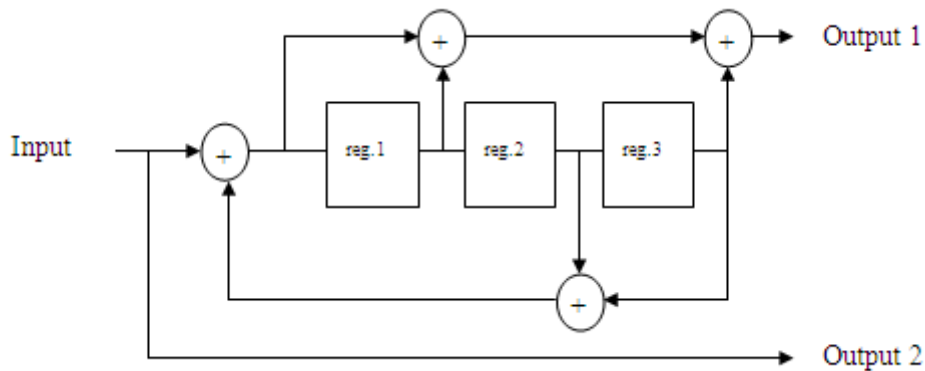 Output 1
+
+
Input
+
reg.1
reg.2
reg.3
+
Output 2